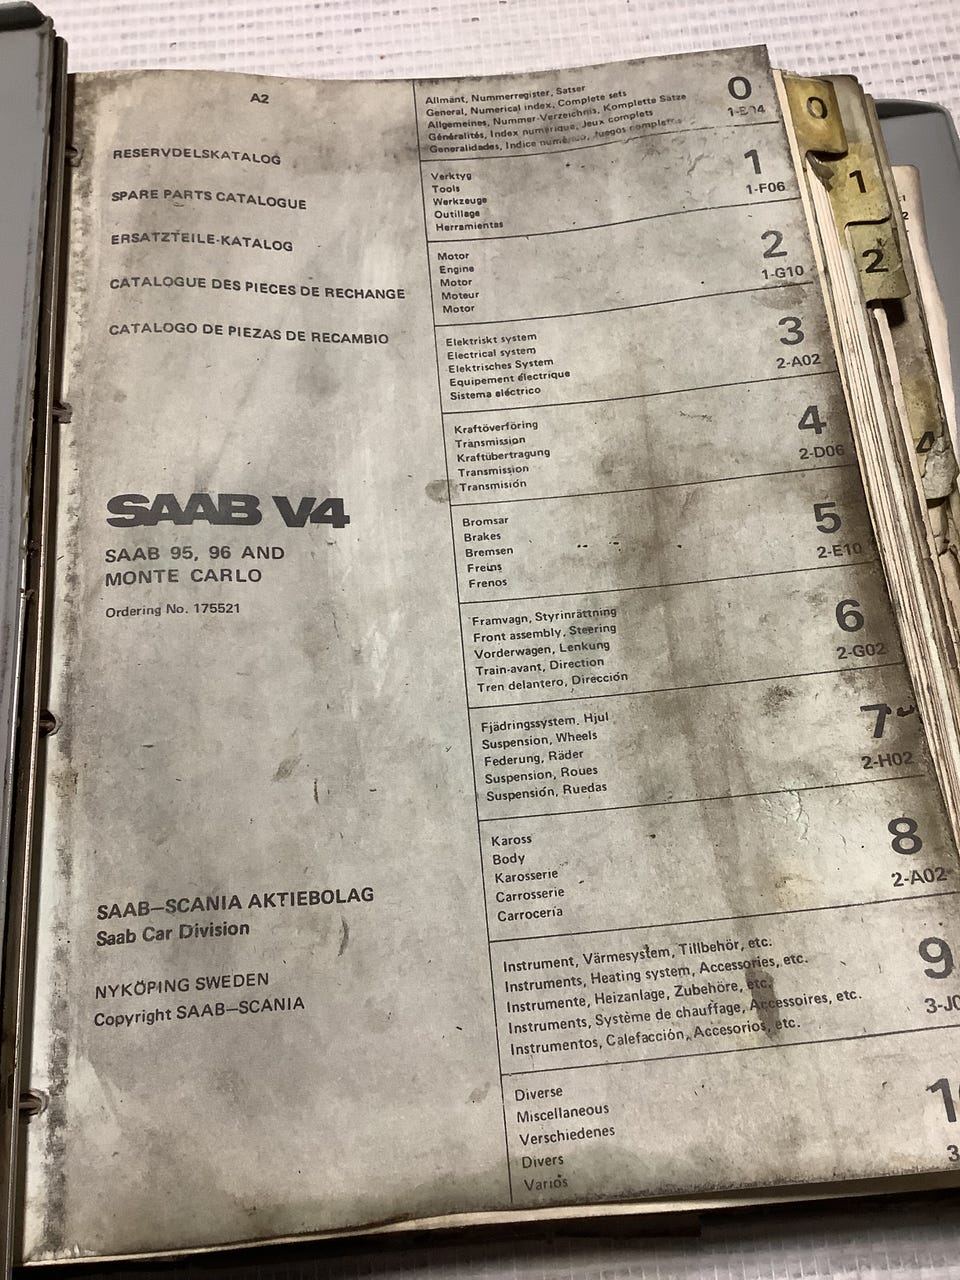 A2
RESERVDELSKATALOG
SPARE PARTS CATALOGUE
ERSATZTEILE-KATALOG
CATALOGUE DES PIECES DE RECHANGE
CATALOGO DE PIEZAS DE RECAMBIO
SAAB V4
SAAB 95, 96 AND
MONTE CARLO
Ordering No. 175521
SAAB–SCANIA AKTIEBOLAG
Saab Car Division
NYKÖPING SWEDEN
Copyright SAAB–SCANIA
Allmänt, Nummerregister, Satser
General, Numerical index, Complete sets
Allgemeines, Nummer-Verzeichnis, Komplette Sätze
Généralités, Index numérique, Jeux complets
Generalidades, Indice numérico, Juegos completos
0
Verktyg
Tools
Werkzeuge
Outillage
Herramientas
1
1-F06
Motor
Engine
Motor
Moteur
Motor
2
1-G10
Elektriskt system
Electrical system
Elektrisches System
Equipement électrique
Sistema eléctrico
3
2-A02
Kraftöverföring
Transmission
Kraftübertragung
Transmission
Transmisión
4
2-D06
Bromsar
Brakes
Bremsen
Freins
Frenos
5
2-E10
Framvagn, Styrinrättning
Front assembly, Steering
Vorderwagen, Lenkung
Train-avant, Direction
Tren delantero, Dirección
6
2-G02
Fjädringssystem, Hjul
Suspension, Wheels
Federung, Räder
Suspension, Roues
Suspensión, Ruedas
7
2-H02
Kaross
Body
Karosserie
Carrosserie
Carrocería
8
2-A02
Instrument, Värmesystem, Tillbehör, etc.
Instruments, Heating system, Accessories, etc.
Instrumente, Heizanlage, Zubehöre, etc.
Instruments, Système de chauffage, Accessoires, etc.
Instrumentos, Calefacción, Accesorios, etc.
9
Diverse
Miscellaneous
Verschiedenes
Divers
Varios
0
1
2
4